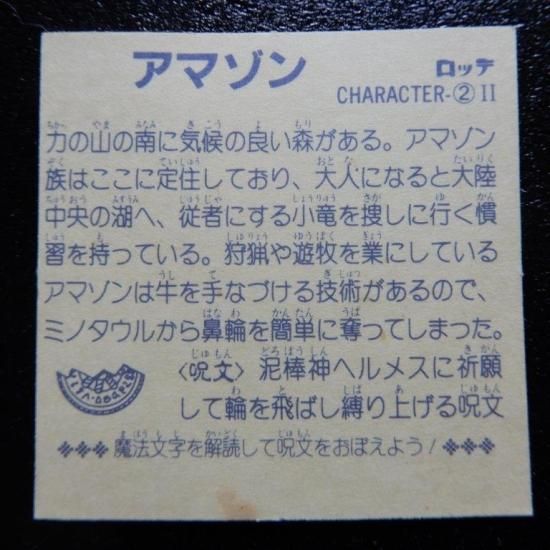 アマゾン
ロッテ
CHARACTER-②II
力の山の南に気候の良い森がある。アマゾン
族はここに定住しており、大人になると大陸
中央の湖へ、従者にする小竜を捜しに行く慣
習を持っている。狩猟や遊牧を業にしている
アマゾンは牛を手なづける技術があるので、
ミノタウルから鼻輪を簡単に奪ってしまった。
〈呪文〉泥棒神ヘルメスに祈願
して輪を飛ばし縛り上げる呪文
魔法文字を解読して呪文をおぼえよう!